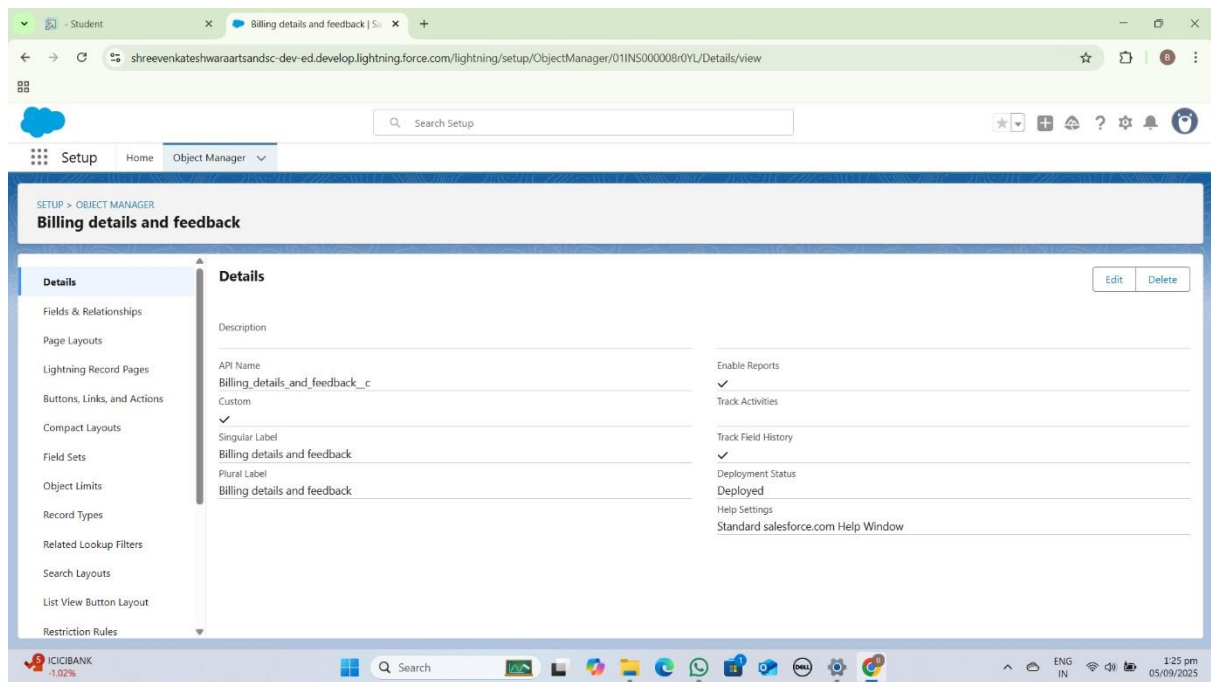 - Student
Billing details and feedback | Sa
shreevenkateshwaraartsandsc-dev-ed.develop.lightning.force.com/lightning/setup/ObjectManager/01INS000008r0YL/Details/view
B
Search Setup
Setup
Home
Object Manager
SETUP > OBJECT MANAGER
Billing details and feedback
Details
Fields & Relationships
Page Layouts
Lightning Record Pages
Buttons, Links, and Actions
Compact Layouts
Field Sets
Object Limits
Record Types
Related Lookup Filters
Search Layouts
List View Button Layout
Restriction Rules
Details
Edit
Delete
Description
API Name
Billing_details_and_feedback__c
Custom
Singular Label
Billing details and feedback
Plural Label
Billing details and feedback
Enable Reports
Track Activities
Track Field History
Deployment Status
Deployed
Help Settings
Standard salesforce.com Help Window
5
ICICIBANK
-1.02%
Search
DELL
ENG
IN
1:25 pm
05/09/2025